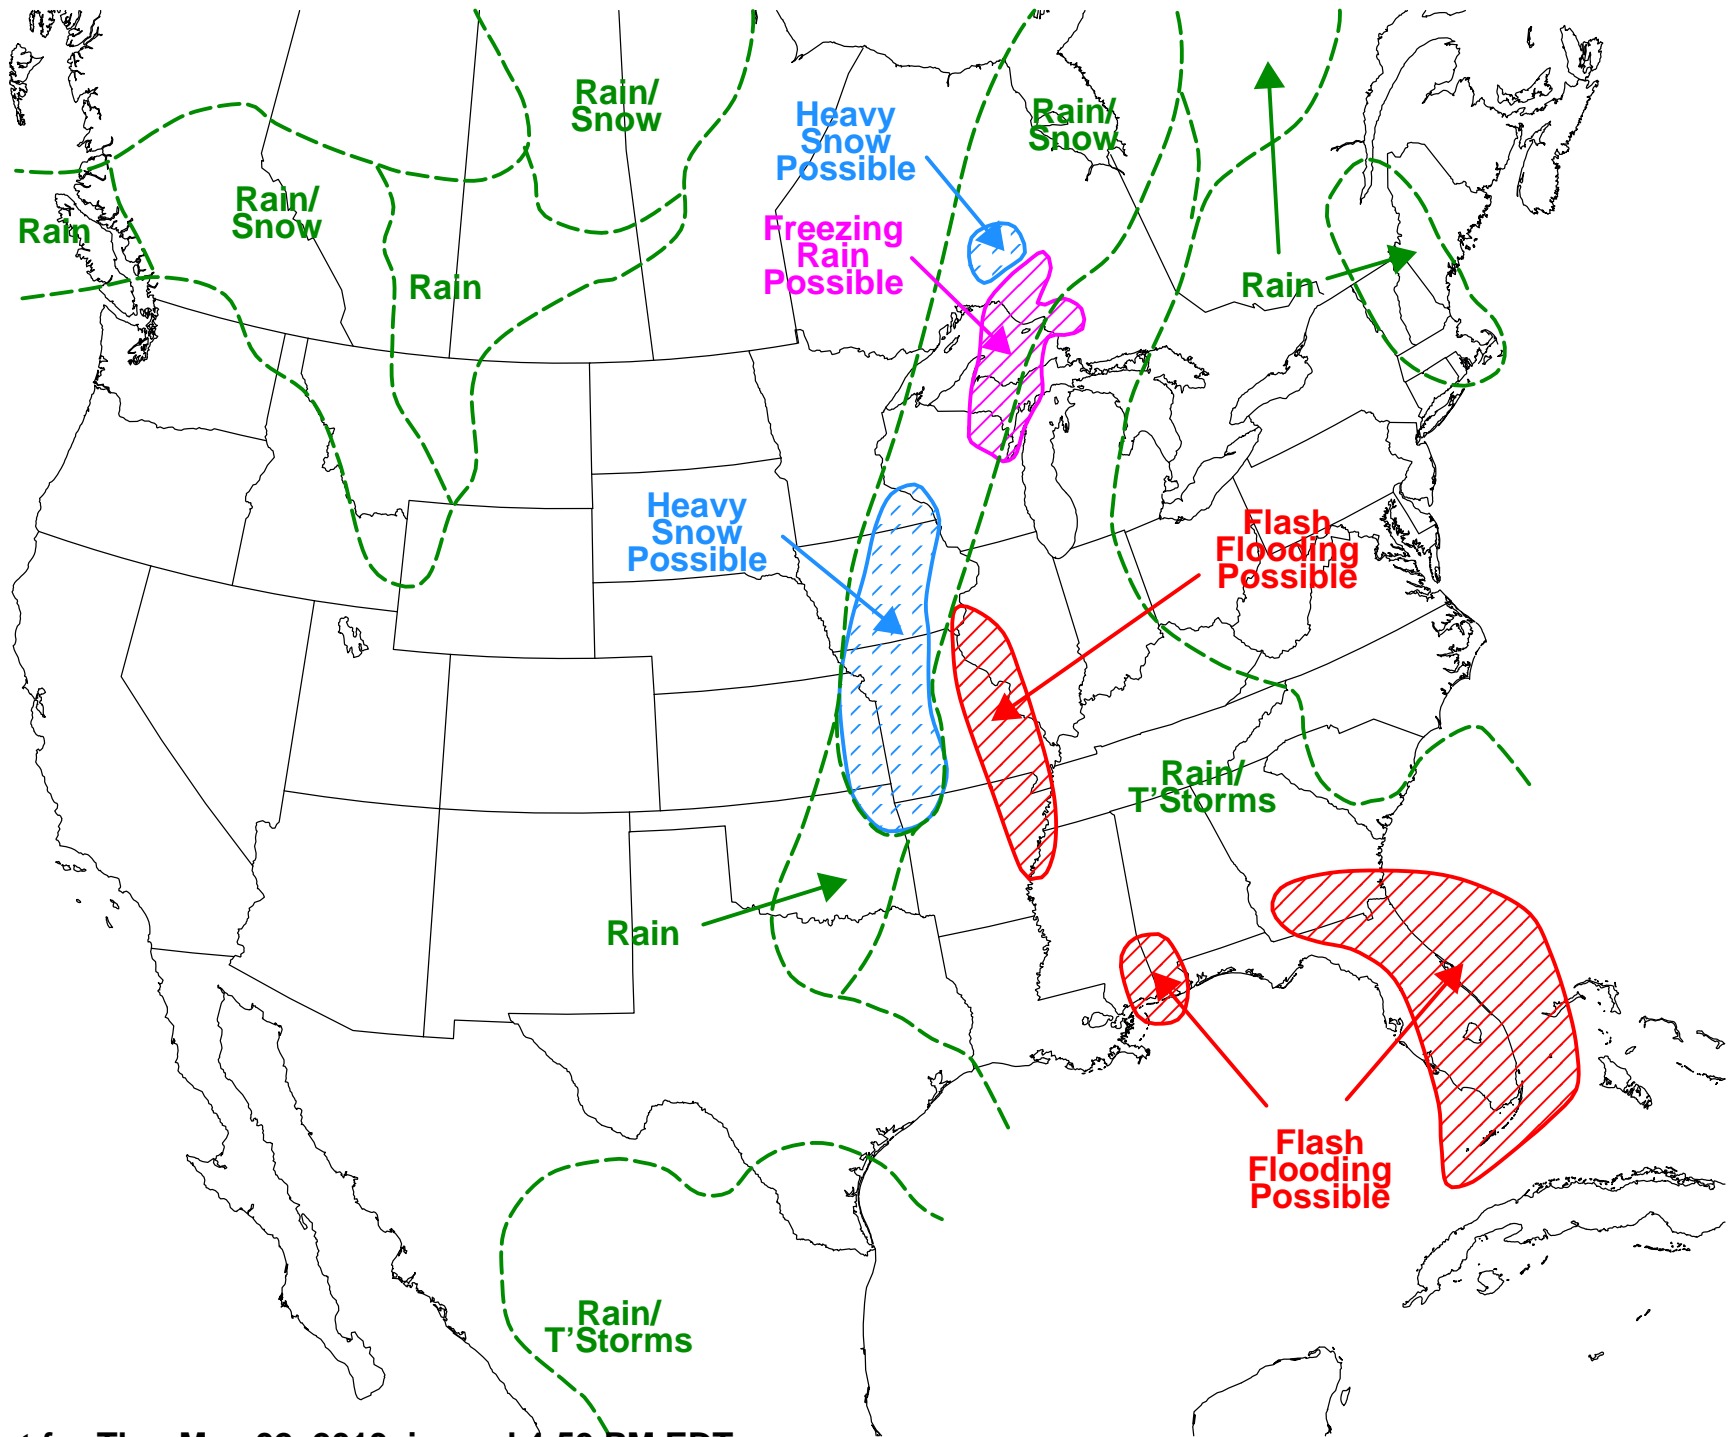 Rain/
Snow
Heavy
Snow
Possible
Rain/
Snow
Rain/
Snow
Rain
Freezing
Rain
Possible
Rain
Rain
Heavy
Snow
Possible
Flash
Flooding
Possible
Rain/
T'Storms
Rain
Flash
Flooding
Possible
Rain/
T'Storms